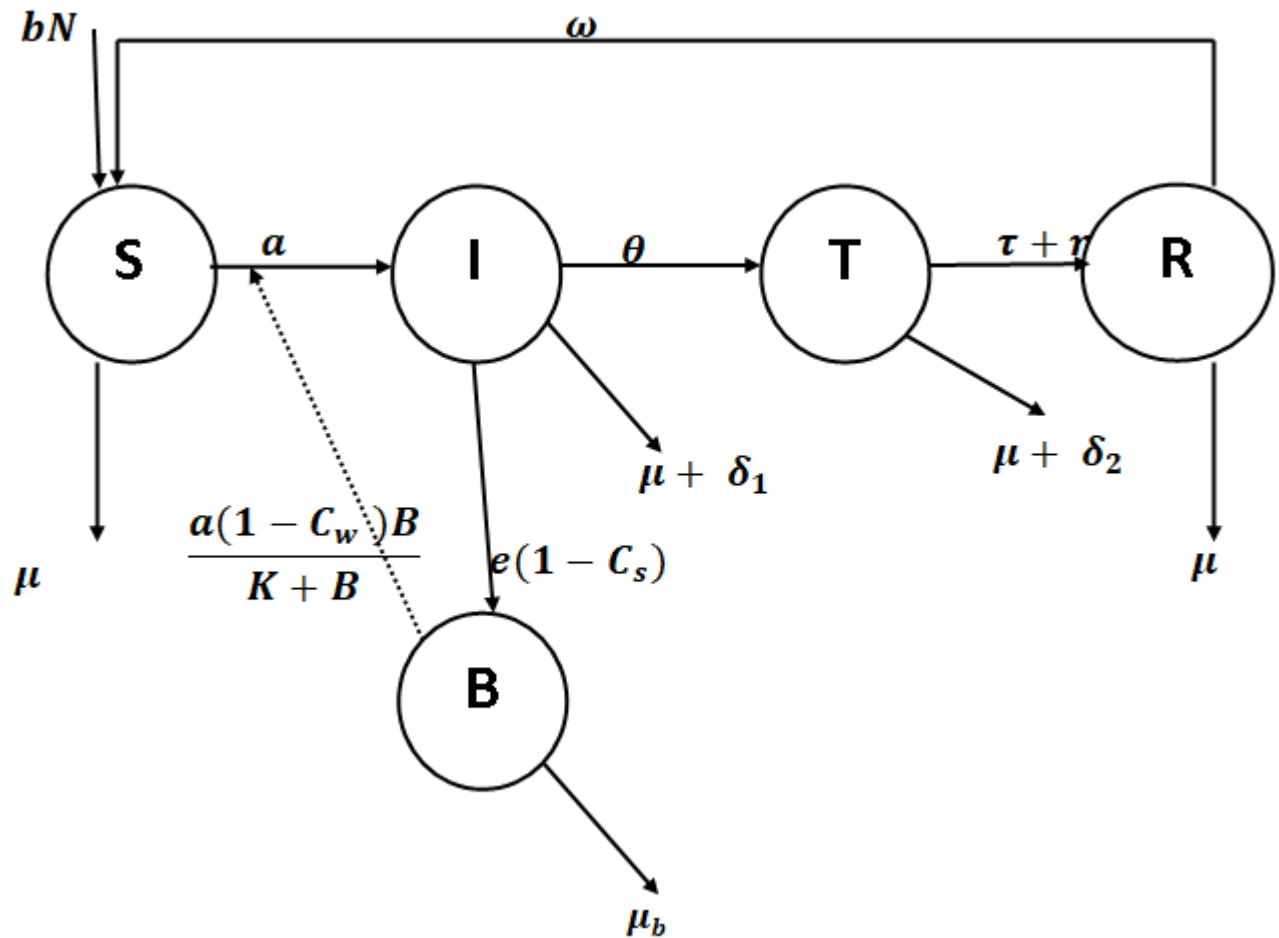 bN
ω
S
a
I
θ
T
τ + r
R
μ + δ₁
μ + δ₂
a(1 − C_w)B
K + B
e(1 − C_s)
μ
μ
B
μ_b